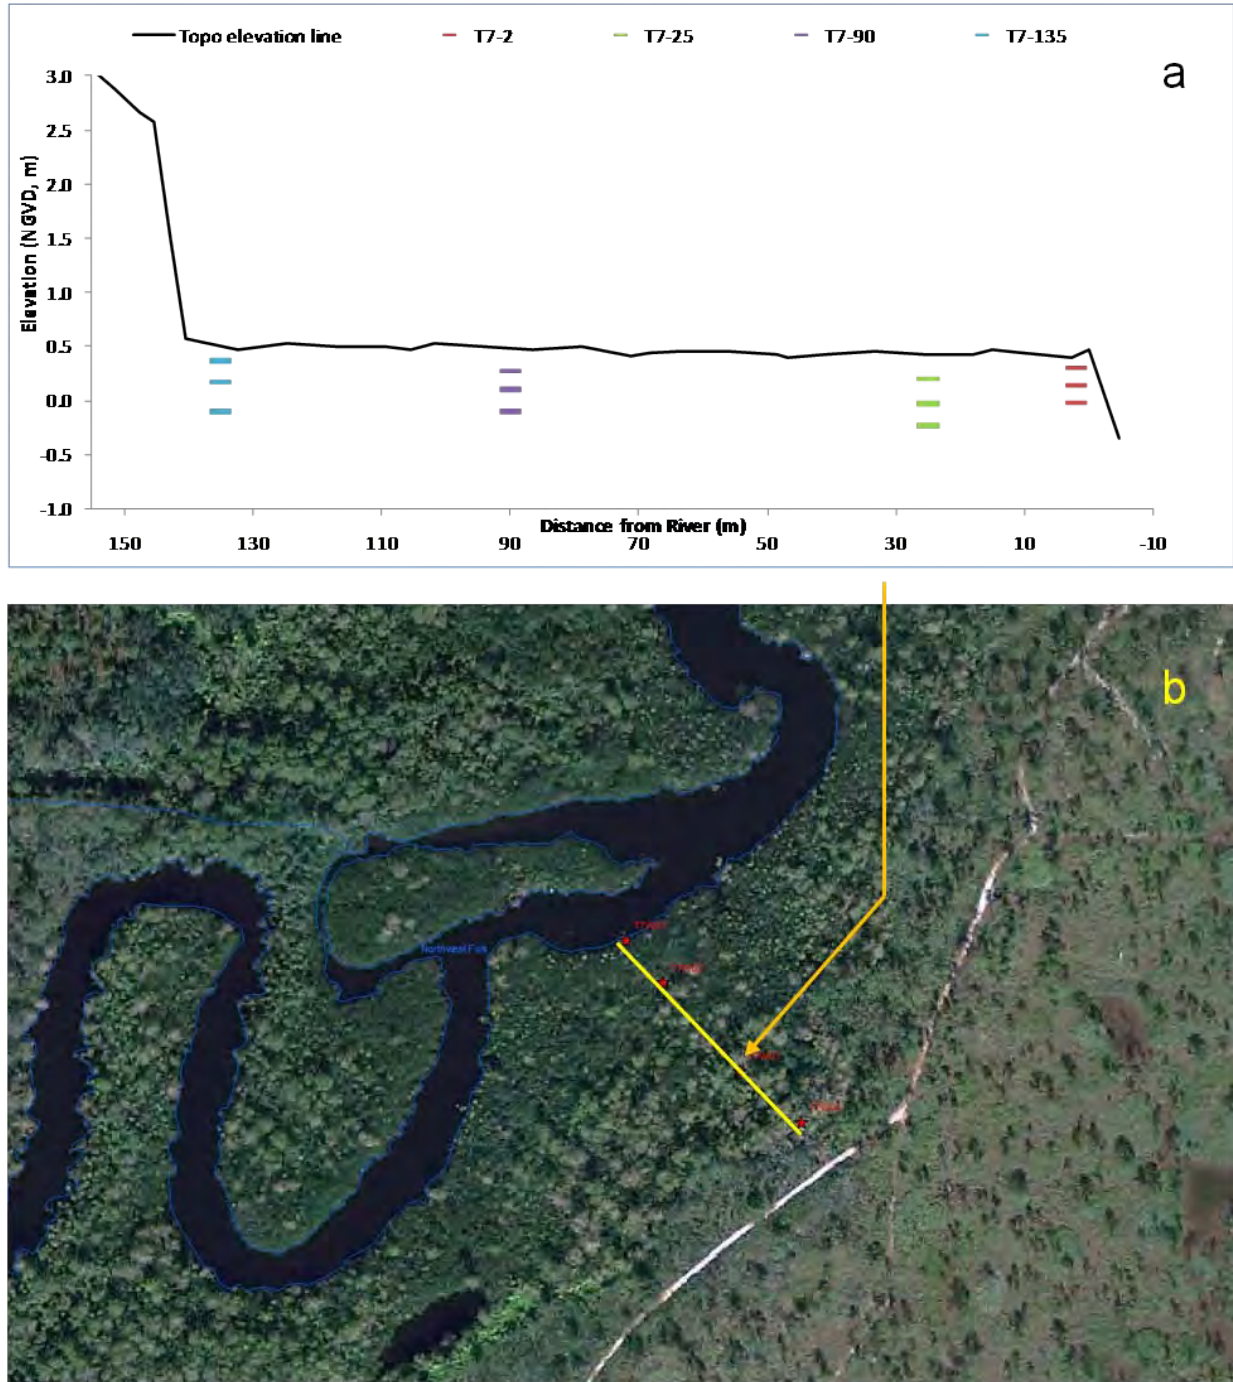 Topo elevation line T7-2 T7-25 T7-90 T7-135
a
3.0
2.5
2.0
1.5
1.0
0.5
0.0
-0.5
-1.0
Elevation (NGVD, m)
Distance from River (m)
150 130 110 90 70 50 30 10 -10
b
Northwest Fork